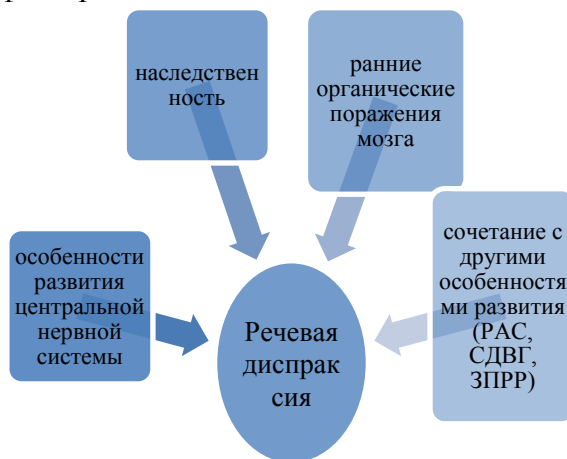 наследствен
ность
ранние
органические
поражения
мозга
особенности
развития
центральной
нервной
системы
сочетание с
другими
особенностя
ми развития
(РАС,
СДВГ,
ЗПРР)
Речевая
диспрак
сия